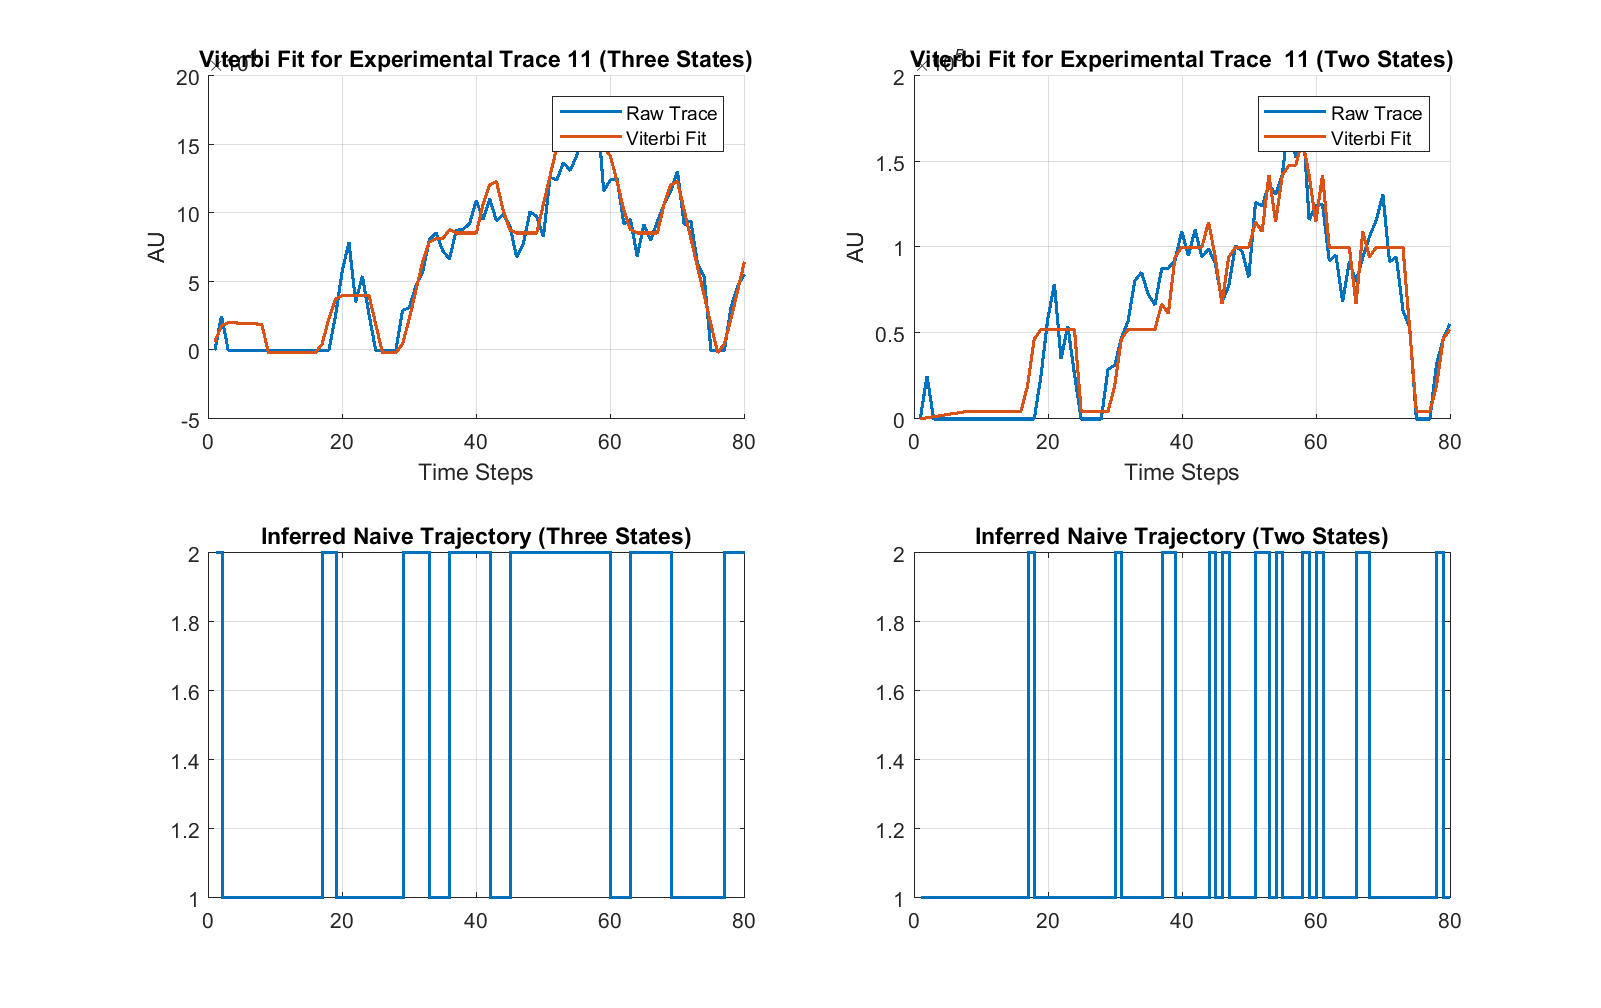 Viterbi Fit for Experimental Trace 11 (Three States)
×10⁴
20
15
10
5
0
-5
AU
Raw Trace
Viterbi Fit
0 20 40 60 80
Time Steps
Viterbi Fit for Experimental Trace 11 (Two States)
×10⁵
2
1.5
1
0.5
0
AU
Raw Trace
Viterbi Fit
0 20 40 60 80
Time Steps
Inferred Naive Trajectory (Three States)
2
1.8
1.6
1.4
1.2
1
0 20 40 60 80
Inferred Naive Trajectory (Two States)
2
1.8
1.6
1.4
1.2
1
0 20 40 60 80